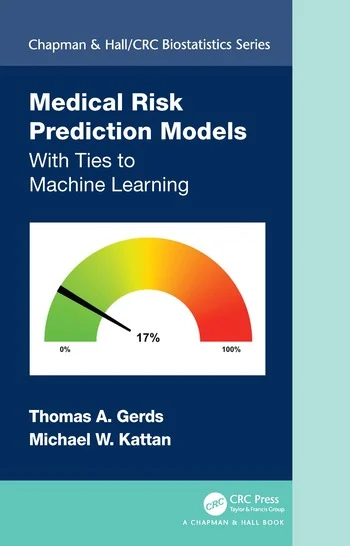 Chapman & Hall/CRC Biostatistics Series
Medical Risk
Prediction Models
With Ties to
Machine Learning
17%
0%
100%
Thomas A. Gerds
Michael W. Kattan
CRC
CRC Press
Taylor & Francis Group
A CHAPMAN & HALL BOOK